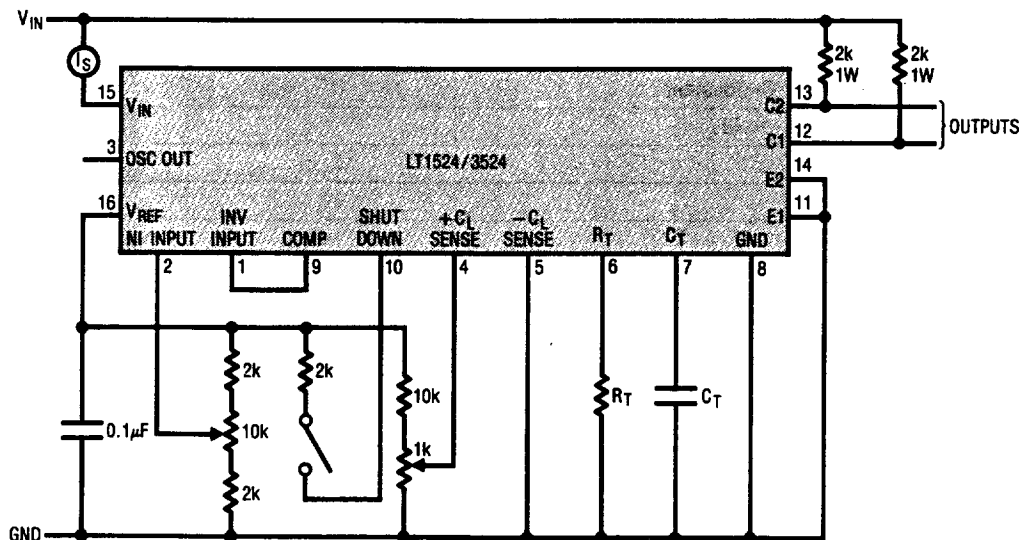 V_IN
I_S
2k
1W
2k
1W
15
V_IN
13
C2
OUTPUTS
3
OSC OUT
LT1524/3524
12
C1
14
E2
16
V_REF
11
E1
NI INPUT
INV
INPUT
COMP
SHUT
DOWN
+C_L
SENSE
-C_L
SENSE
R_T
C_T
GND
2
1
9
10
4
5
6
7
8
2k
2k
10k
R_T
C_T
0.1μF
10k
1k
2k
GND